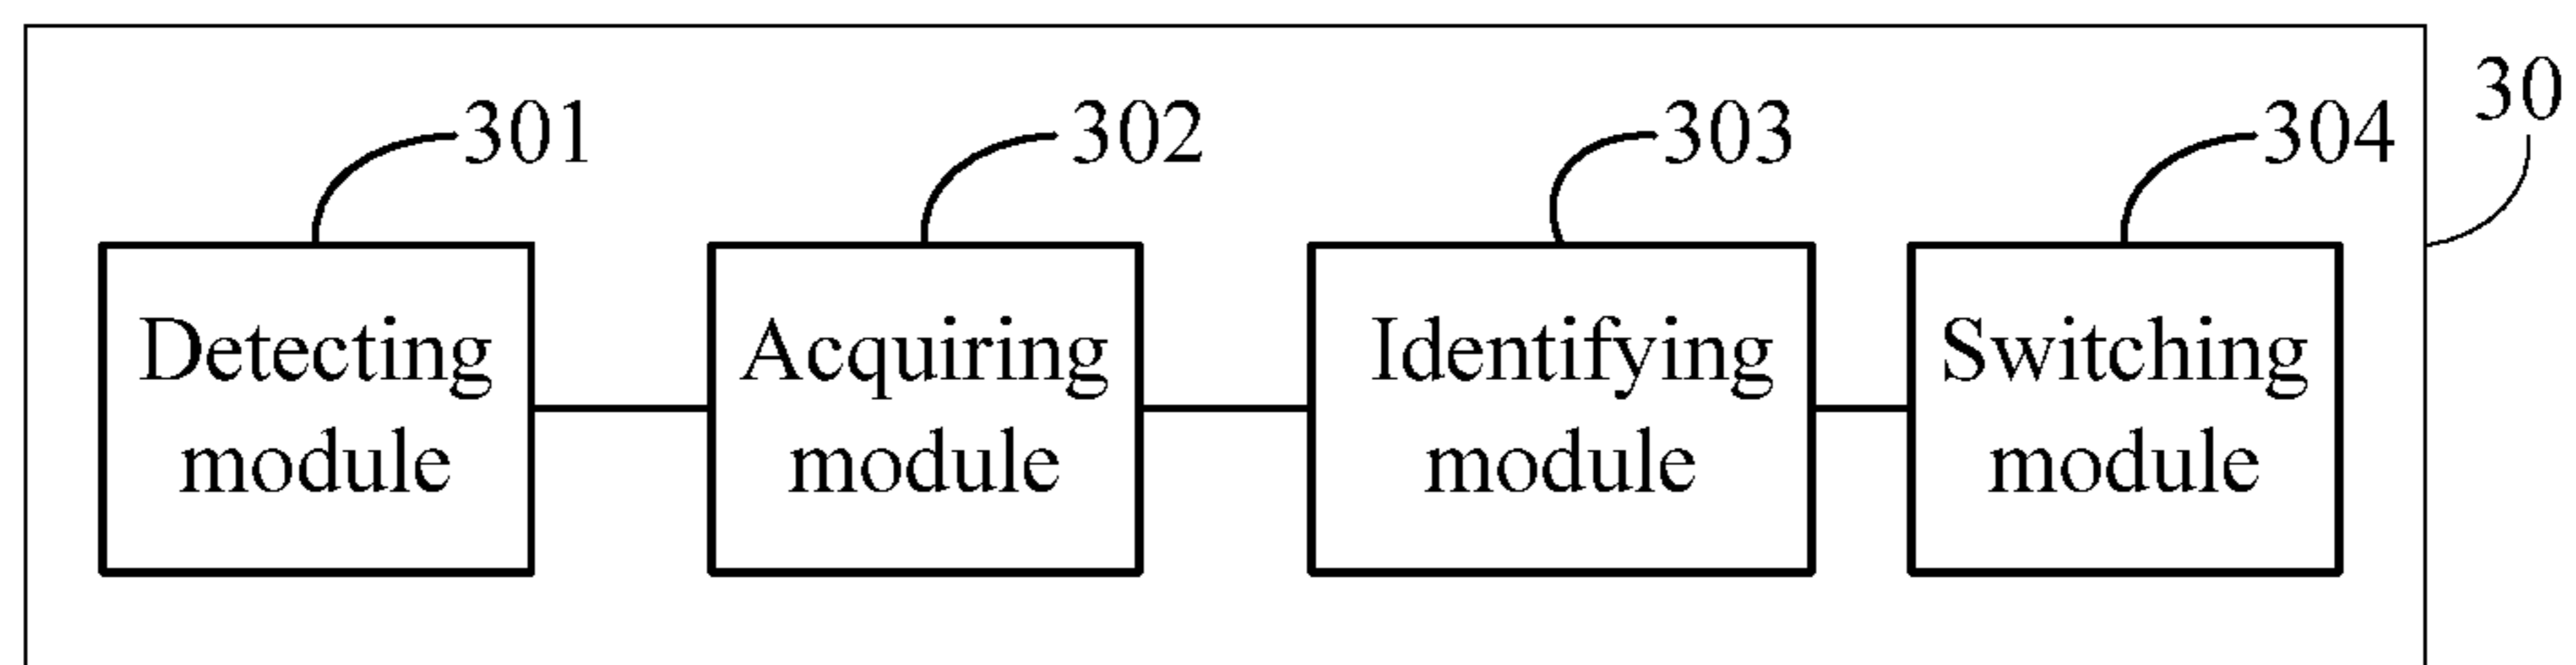 30
301
302
303
304
Detecting
module
Acquiring
module
Identifying
module
Switching
module